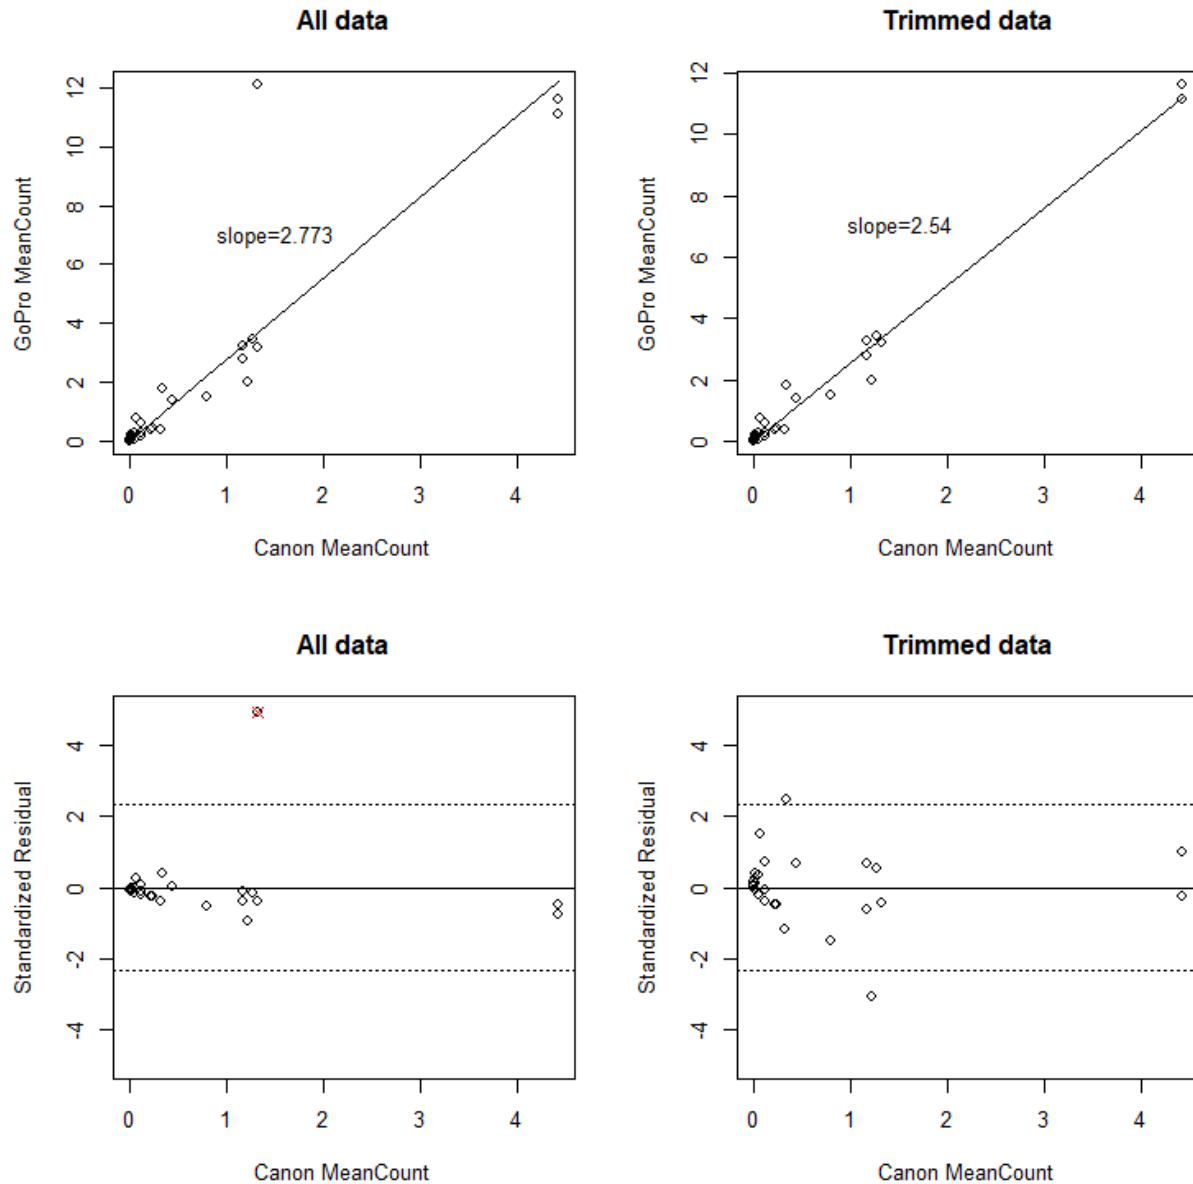 All data
GoPro MeanCount
12
10
8
6
4
2
0
slope=2.773
0 1 2 3 4
Canon MeanCount
Trimmed data
GoPro MeanCount
12
10
8
6
4
2
0
slope=2.54
0 1 2 3 4
Canon MeanCount
All data
Standardized Residual
4
2
0
-2
-4
0 1 2 3 4
Canon MeanCount
Trimmed data
Standardized Residual
4
2
0
-2
-4
0 1 2 3 4
Canon MeanCount